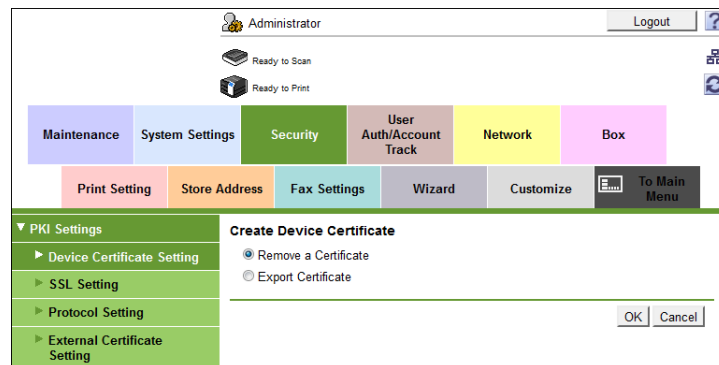 Administrator
Logout
?
Ready to Scan
Ready to Print
Maintenance
System Settings
Security
User
Auth/Account
Track
Network
Box
Print Setting
Store Address
Fax Settings
Wizard
Customize
To Main
Menu
PKI Settings
Device Certificate Setting
SSL Setting
Protocol Setting
External Certificate
Setting
Create Device Certificate
Remove a Certificate
Export Certificate
OK
Cancel